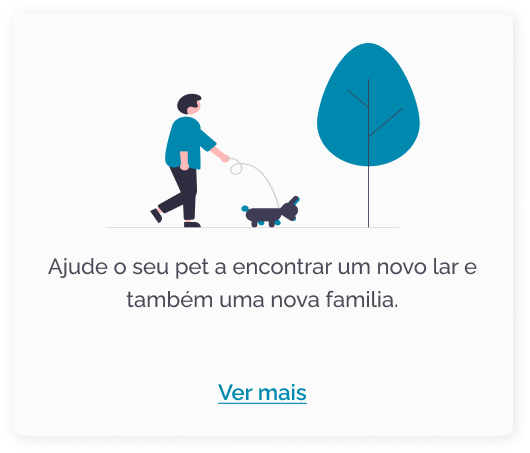 Ajude o seu pet a encontrar um novo lar e
também uma nova familia.
Ver mais